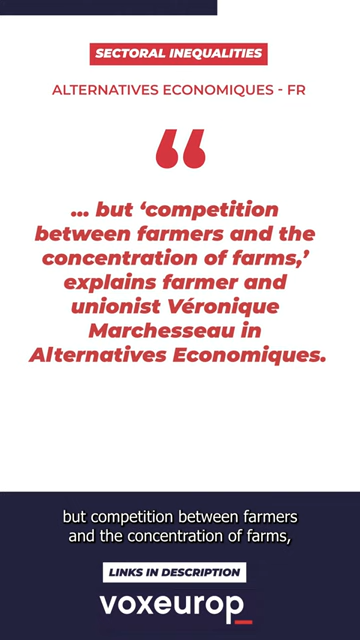 SECTORAL INEQUALITIES
ALTERNATIVES ECONOMIQUES - FR
“
... but ‘competition
between farmers and the
concentration of farms,’
explains farmer and
unionist Véronique
Marchesseau in
Alternatives Economiques.
but competition between farmers
and the concentration of farms,
LINKS IN DESCRIPTION
voxeurop_